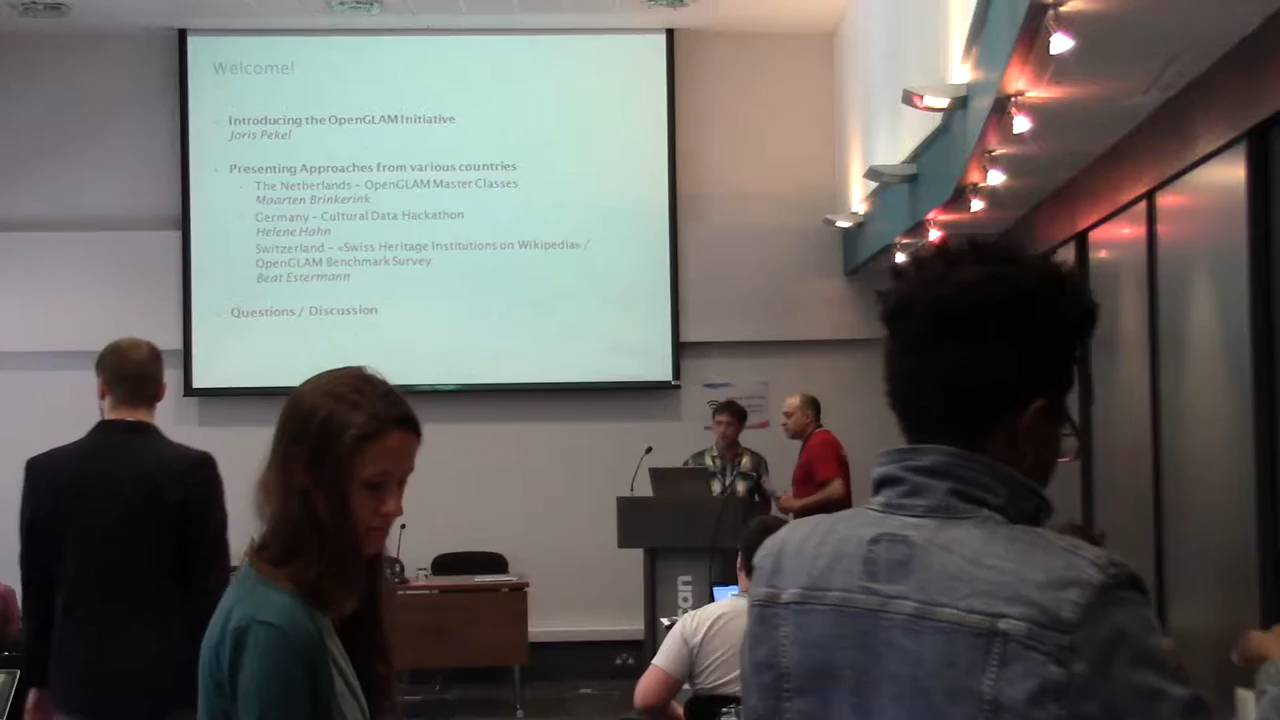 Welcome!
Introducing the OpenGLAM Initiative
Joris Pekel
Presenting Approaches from various countries
The Netherlands - OpenGLAM Master Classes
Maarten Brinkerink
Germany - Cultural Data Hackathon
Helene Hahn
Switzerland - «Swiss Heritage Institutions on Wikipedia» /
OpenGLAM Benchmark Survey
Beat Estermann
Questions / Discussion